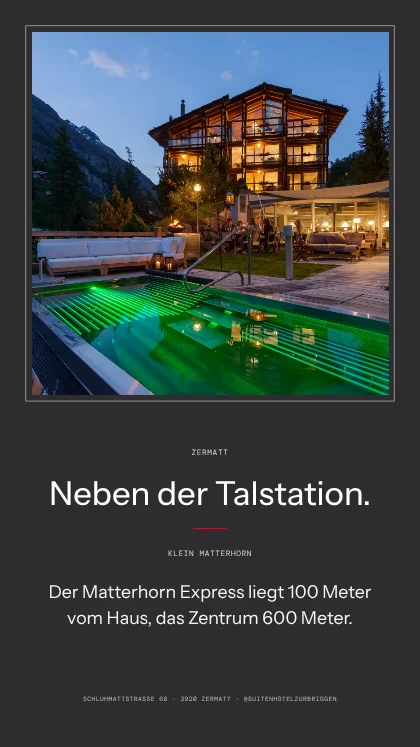 ZERMATT
Neben der Talstation.
KLEIN MATTERHORN
Der Matterhorn Express liegt 100 Meter
vom Haus, das Zentrum 600 Meter.
SCHLUHMATTSTRASSE 68 · 3920 ZERMATT · @SUITENHOTELZURBRIGGEN